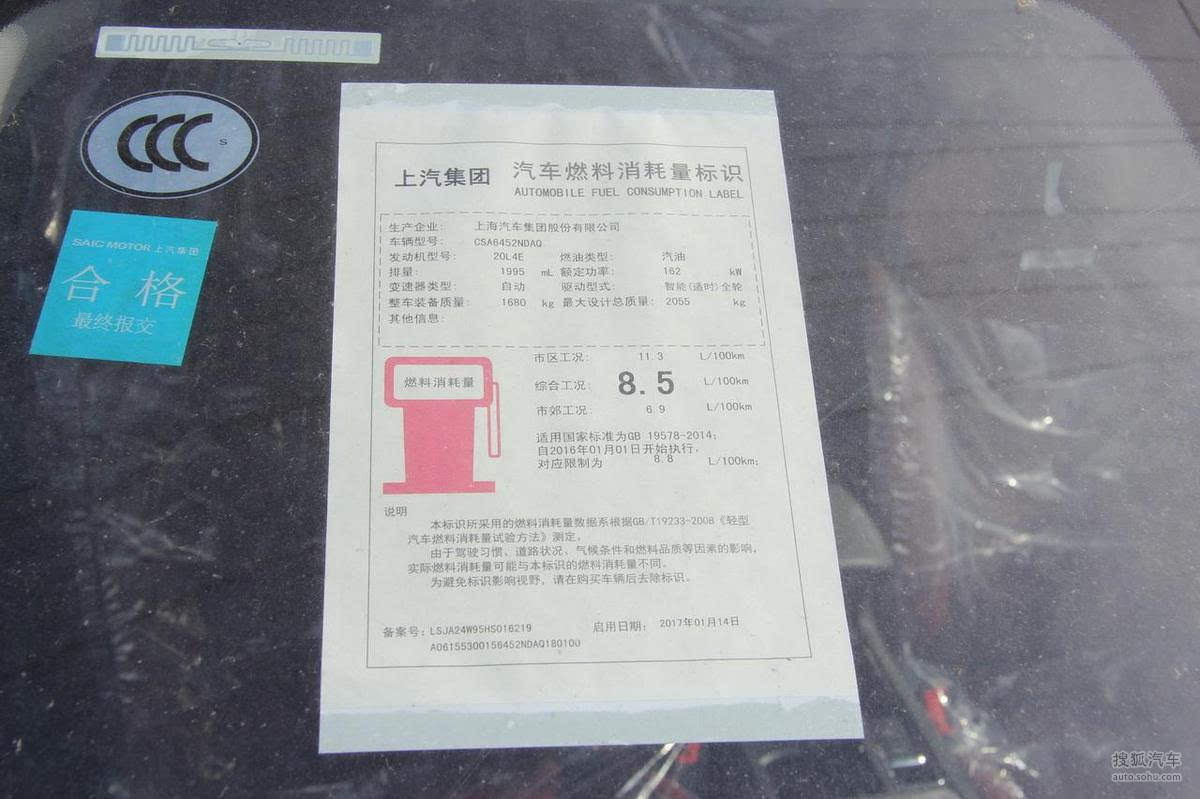 CCC S
SAIC MOTOR 上汽集团
合格
最终报交
上汽集团 汽车燃料消耗量标识
AUTOMOBILE FUEL CONSUMPTION LABEL
生产企业: 上海汽车集团股份有限公司
车辆型号: CSA6452NDAQ
发动机型号: 20L4E 燃油类型: 汽油
排量: 1995 mL 额定功率: 162 kW
变速器类型: 自动 驱动型式: 智能(适时)全轮
整车装备质量: 1680 kg 最大设计总质量: 2055 kg
其他信息:
燃料消耗量
市区工况: 11.3 L/100km
综合工况: 8.5 L/100km
市郊工况: 6.9 L/100km
适用国家标准为GB 19578-2014;
自2016年01月01日开始执行,
对应限制为 8.8 L/100km;
说明
本标识所采用的燃料消耗量数据系根据GB/T19233-2008《轻型
汽车燃料消耗量试验方法》测定。
由于驾驶习惯、道路状况、气候条件和燃料品质等因素的影响,
实际燃料消耗量可能与本标识的燃料消耗量不同。
为避免标识影响视野,请在购买车辆后去除标识。
备案号: LSJA24W95HS016219 启用日期: 2017年01月14日
A06155300156452NDAQ180100
搜狐汽车
auto.sohu.com